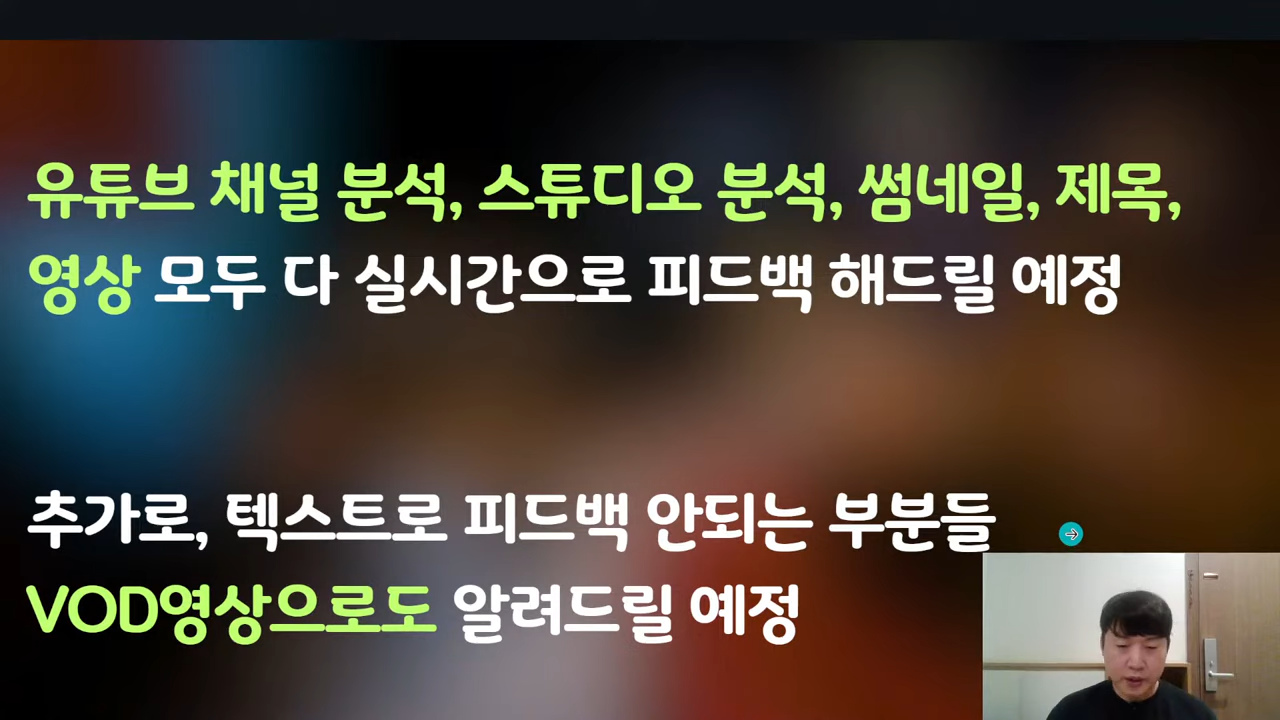 유튜브 채널 분석, 스튜디오 분석, 썸네일, 제목,
영상 모두 다 실시간으로 피드백 해드릴 예정
추가로, 텍스트로 피드백 안되는 부분들
VOD영상으로도 알려드릴 예정